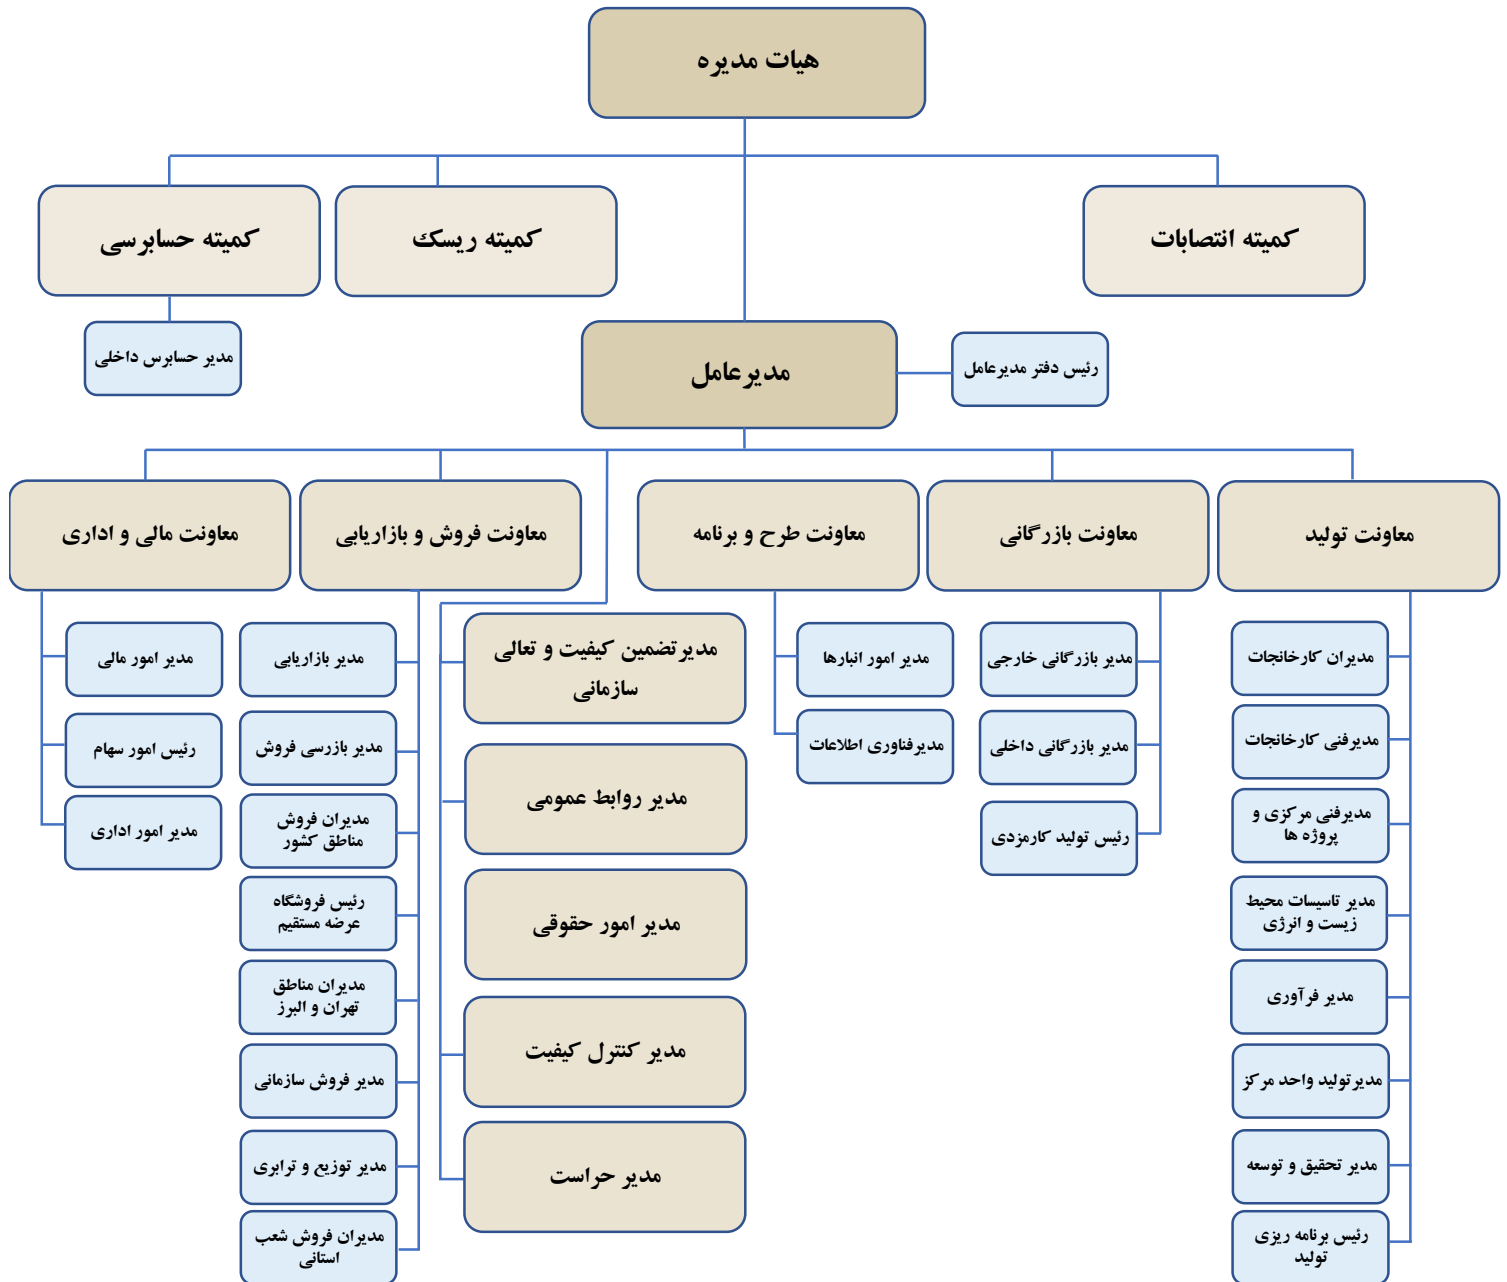 هیات مدیره
کمیته انتصابات
کمیته ریسک
کمیته حسابرسی
مدیر حسابرس داخلی
مدیرعامل
رئیس دفتر مدیرعامل
معاونت تولید
معاونت بازرگانی
معاونت طرح و برنامه
معاونت فروش و بازاریابی
معاونت مالی و اداری
مدیران کارخانجات
مدیرفنی کارخانجات
مدیرفنی مرکزی و
پروژه ها
مدیر تاسیسات محیط
زیست و انرژی
مدیر فرآوری
مدیرتولید واحد مرکز
مدیر تحقیق و توسعه
رئیس برنامه ریزی
تولید
مدیر بازرگانی خارجی
مدیر بازرگانی داخلی
رئیس تولید کارمزدی
مدیر امور انبارها
مدیرفناوری اطلاعات
مدیرتضمین کیفیت و تعالی
سازمانی
مدیر روابط عمومی
مدیر امور حقوقی
مدیر کنترل کیفیت
مدیر حراست
مدیر بازاریابی
مدیر بازرسی فروش
مدیران فروش
مناطق کشور
رئیس فروشگاه
عرضه مستقیم
مدیران مناطق
تهران و البرز
مدیر فروش سازمانی
مدیر توزیع و ترابری
مدیران فروش شعب
استانی
مدیر امور مالی
رئیس امور سهام
مدیر امور اداری